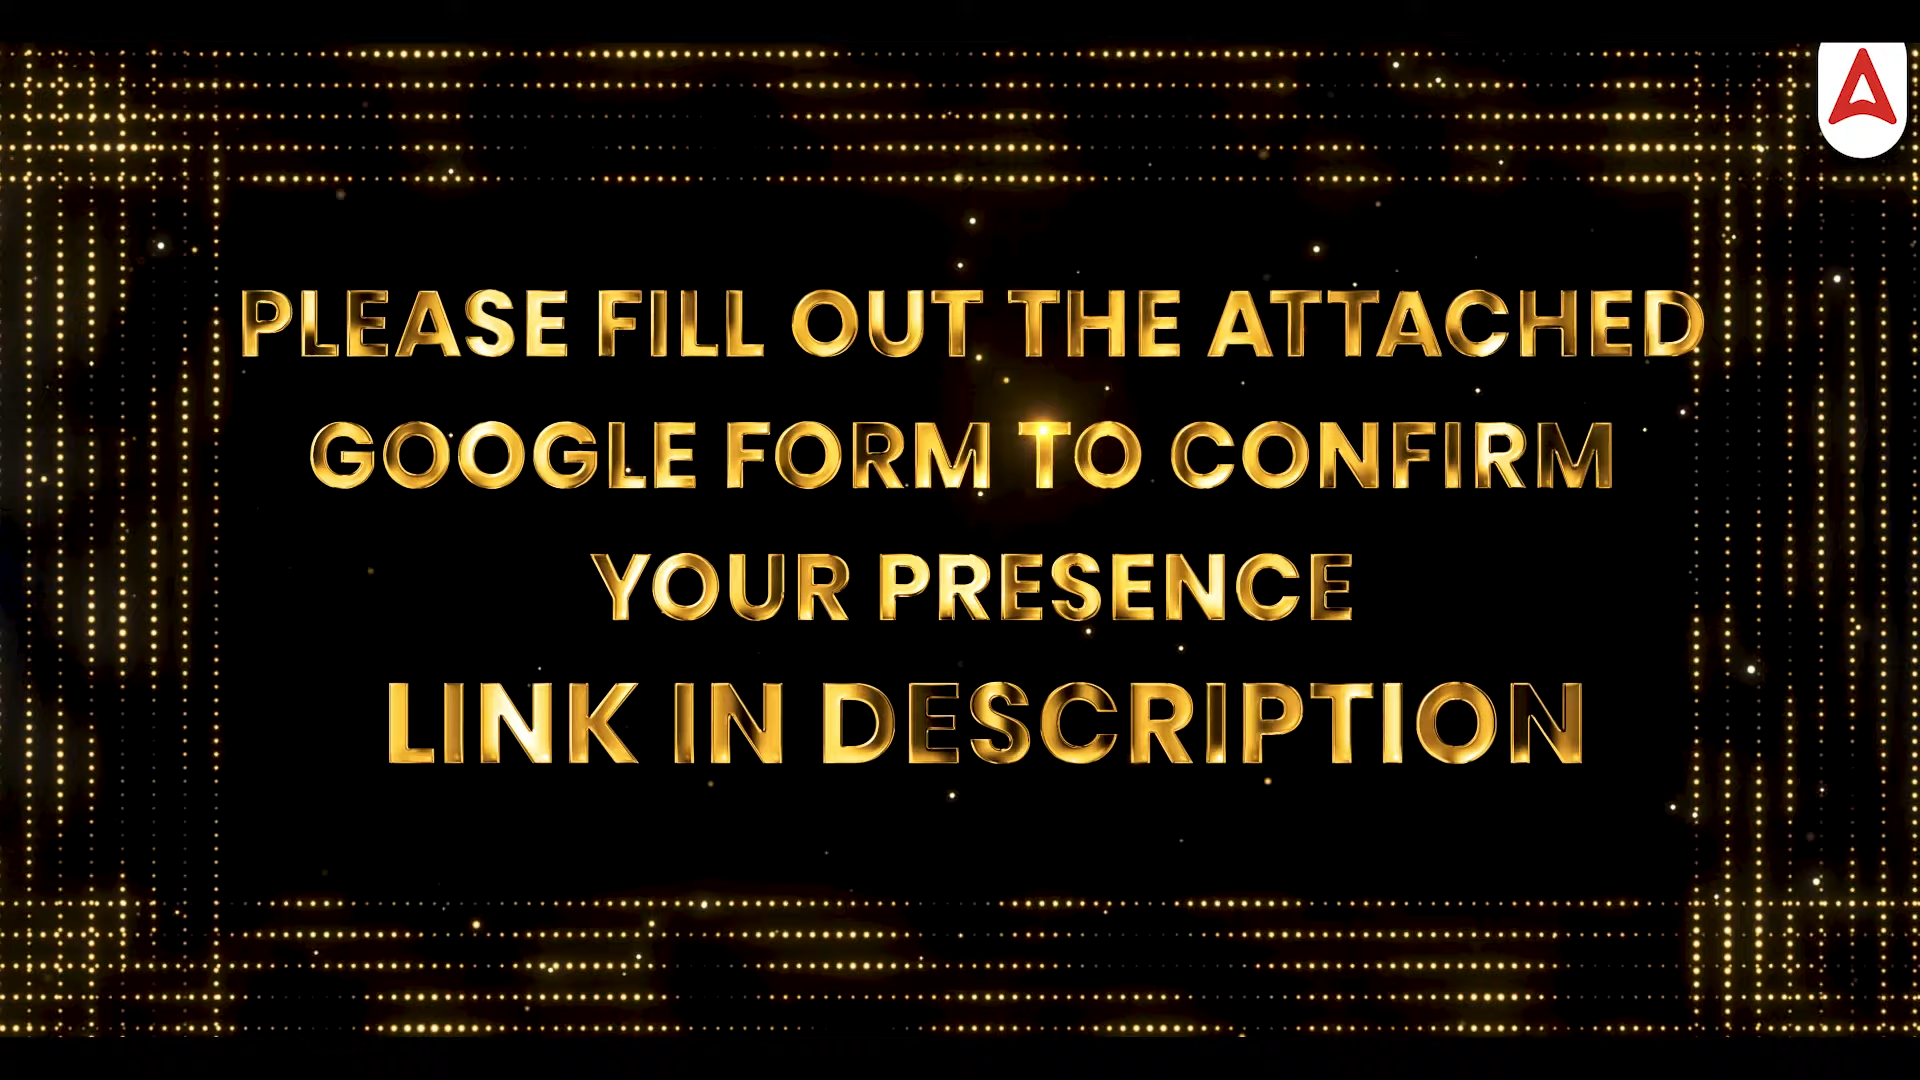 PLEASE FILL OUT THE ATTACHED
GOOGLE FORM TO CONFIRM
YOUR PRESENCE
LINK IN DESCRIPTION